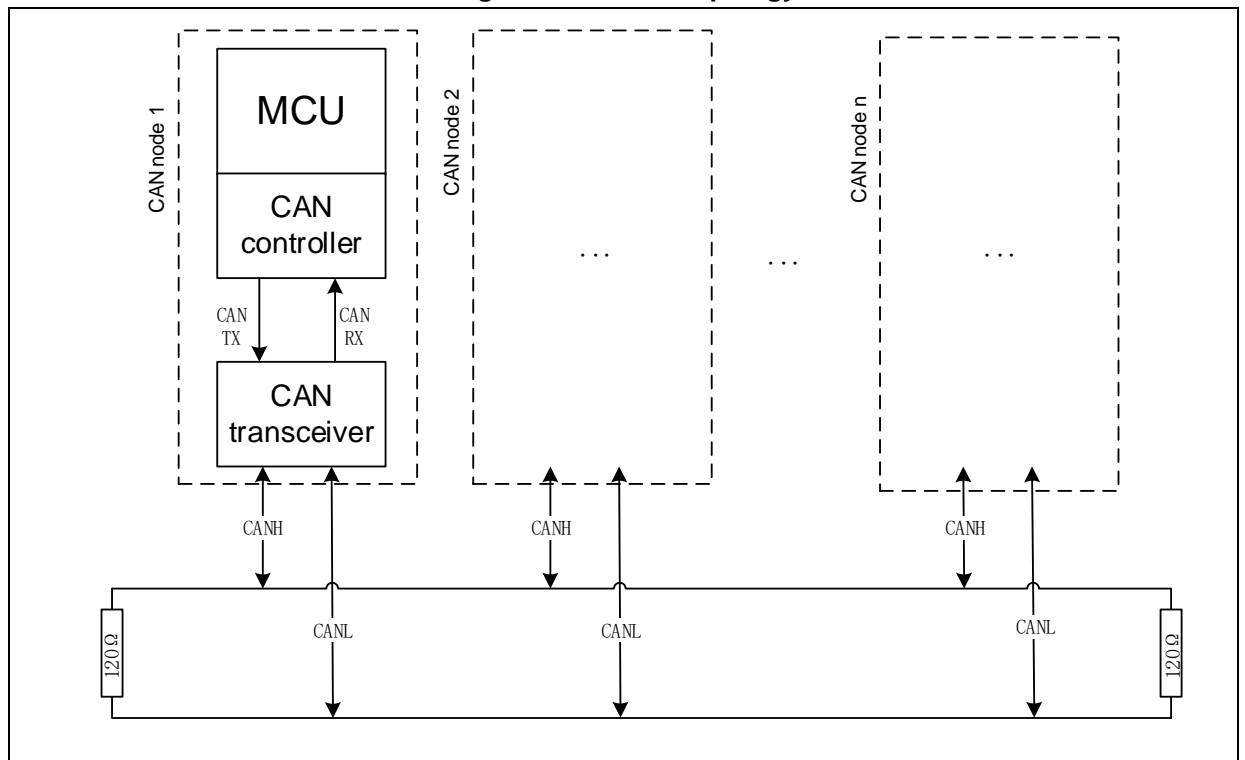 CAN node 1
MCU
CAN
controller
CAN
TX
CAN
RX
CAN
transceiver
CANH
CANL
CAN node 2
...
CANH
CANL
...
CAN node n
...
CANH
CANL
120Ω
120Ω